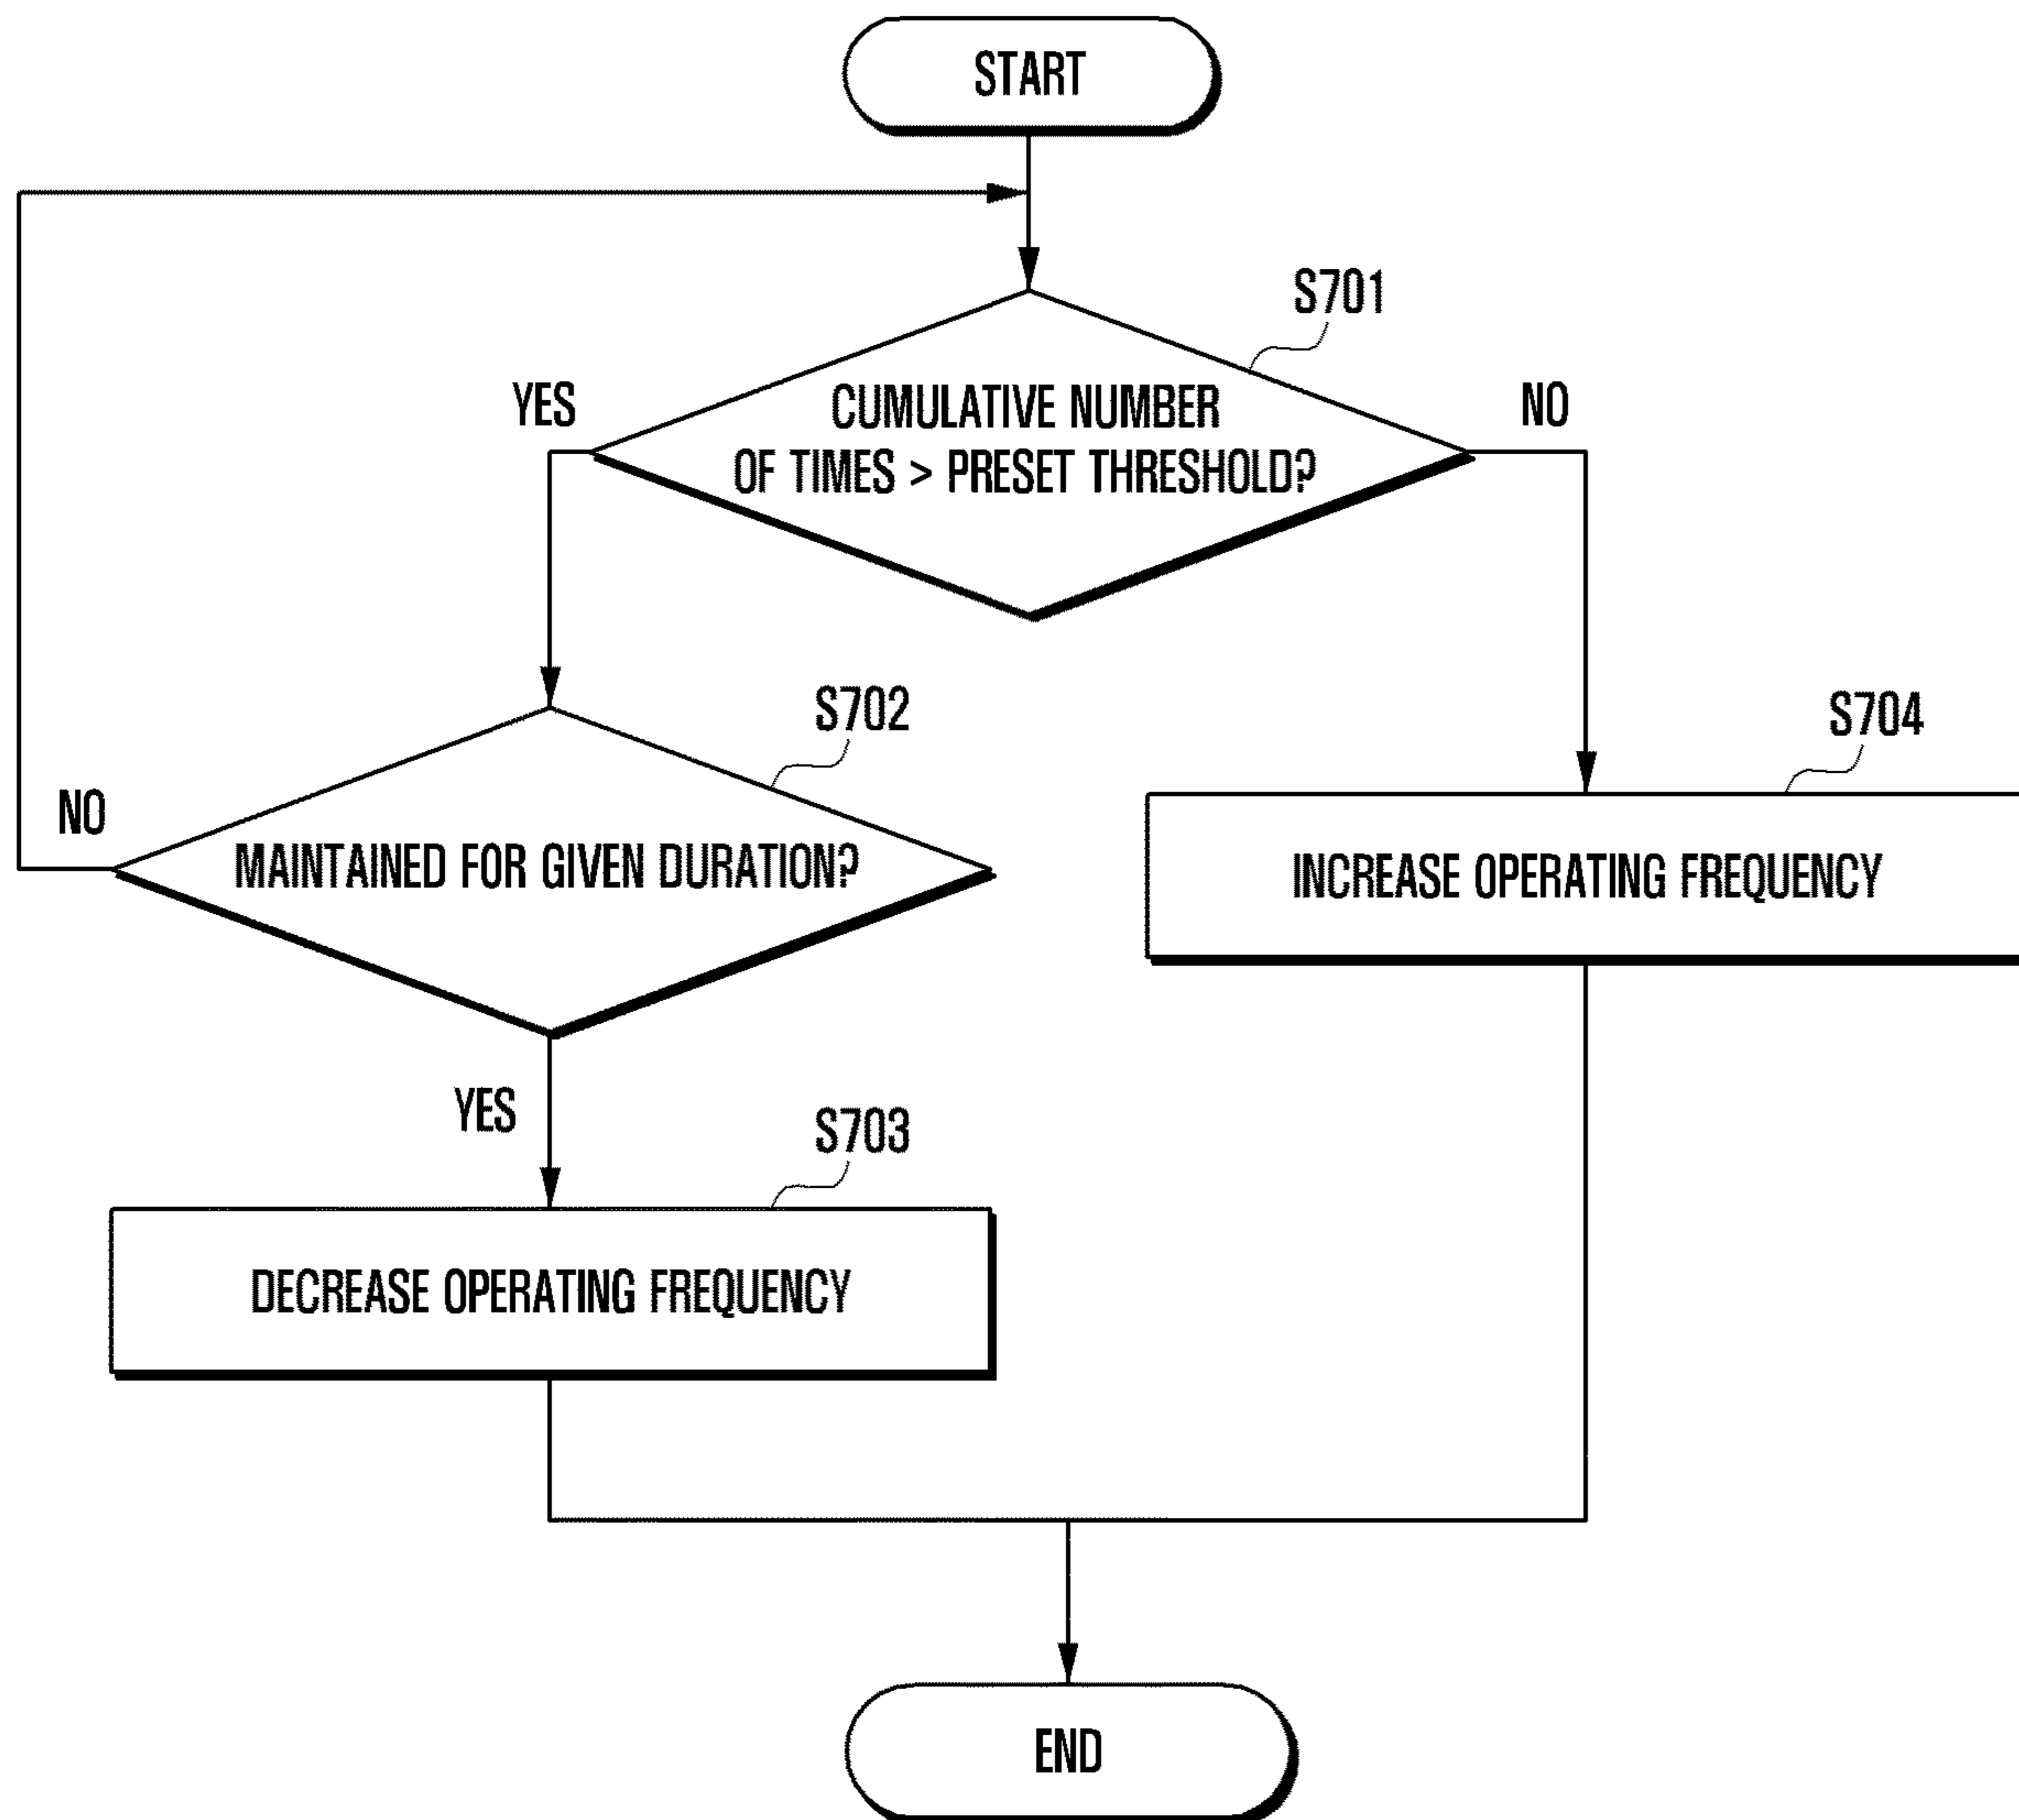 START
S701
YES
CUMULATIVE NUMBER
OF TIMES > PRESET THRESHOLD?
NO
S702
S704
NO
MAINTAINED FOR GIVEN DURATION?
INCREASE OPERATING FREQUENCY
YES
S703
DECREASE OPERATING FREQUENCY
END